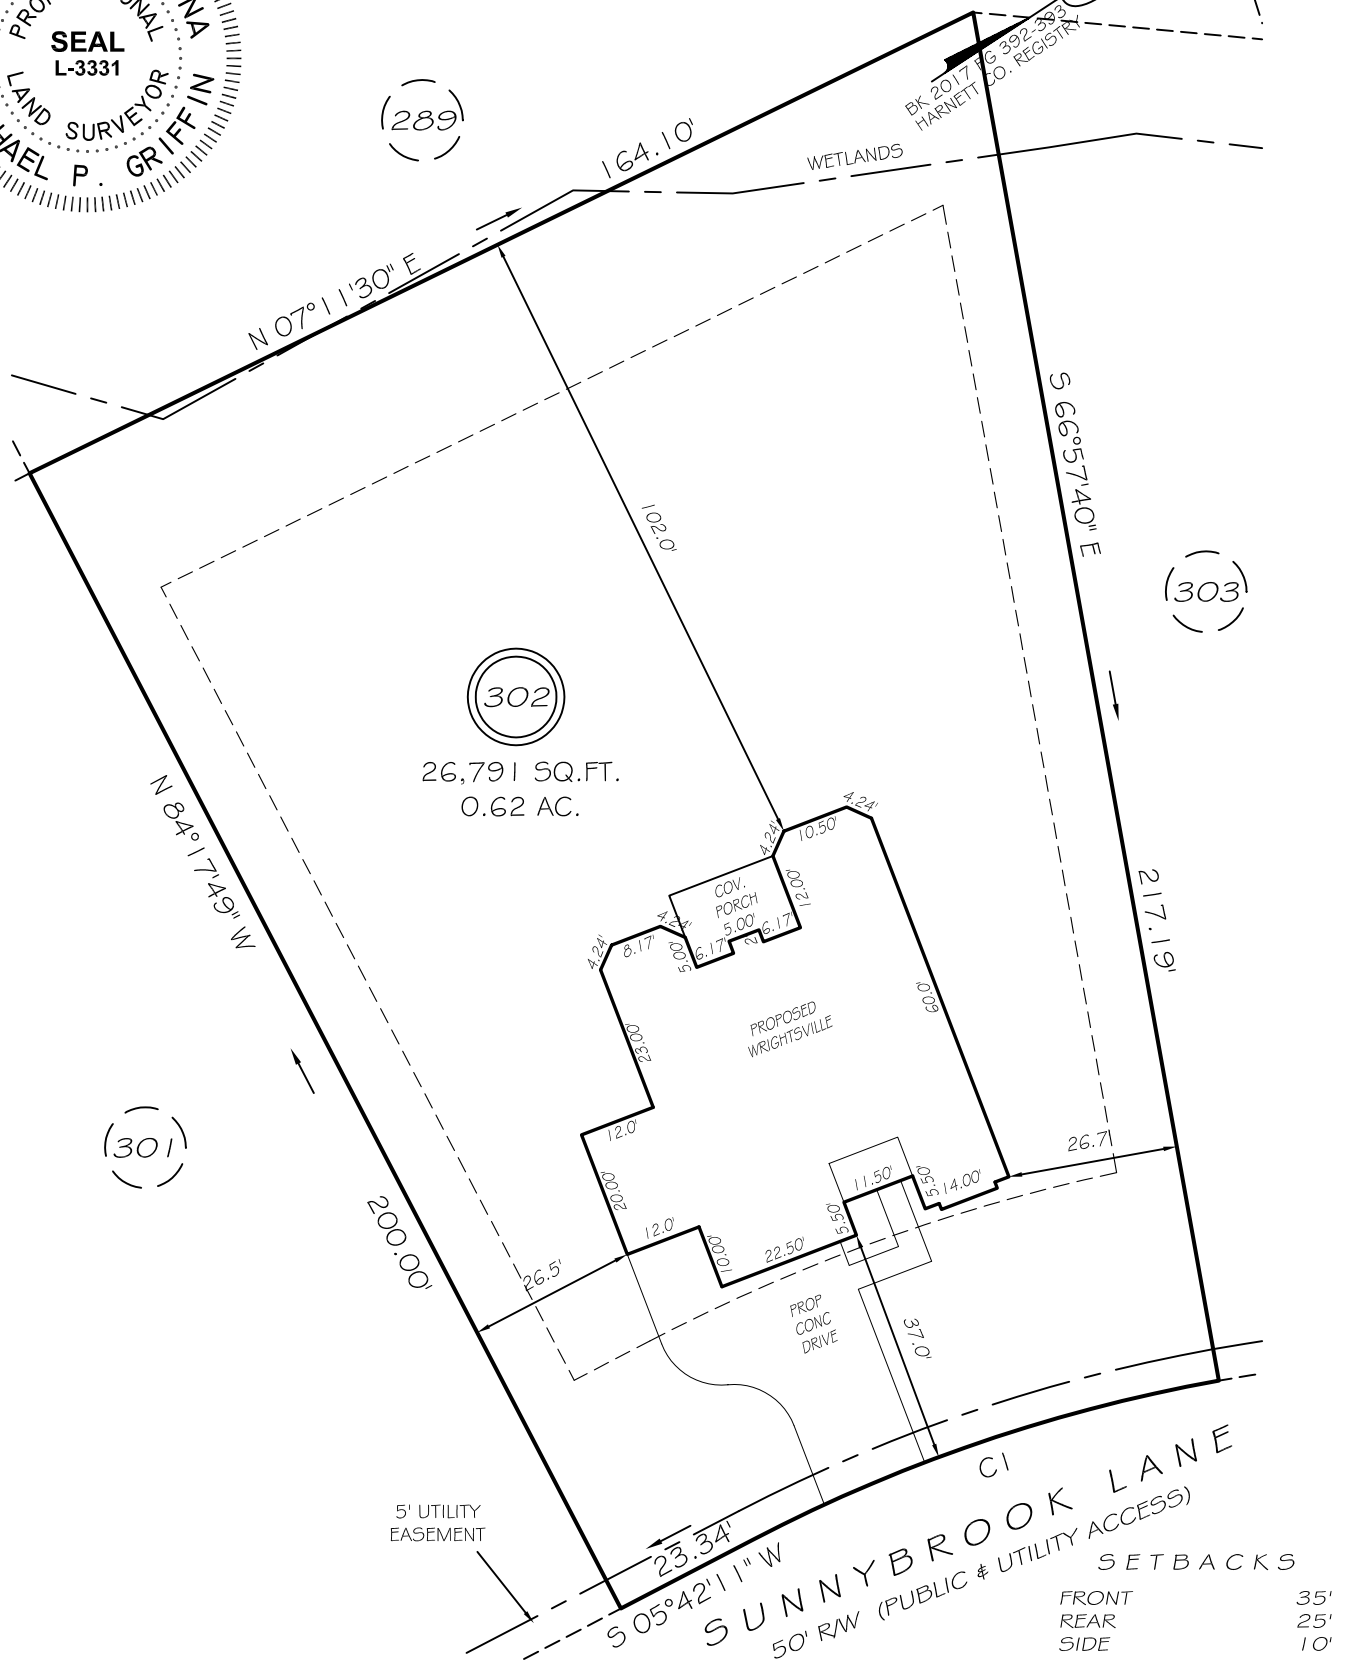 SEAL
L-3331
LAND SURVEYOR
P. GRIFFIN
289
164.10'
BK 2017 PG 392-393
HARNETT CO. REGISTRY
WETLANDS
N 07°11'30" E
102.0'
S 66°57'40" E
303
302
26,791 SQ.FT.
0.62 AC.
N 84°17'49" W
217.19'
4.24'
10.50'
4.24'
12.00'
COV.
PORCH
5.00'
6.17'
6.17'
4.24'
8.17'
4.24'
5.00'
23.00'
60.0'
PROPOSED
WRIGHTSVILLE
301
12.0'
20.00'
12.0'
10.00'
22.50'
11.50'
5.50'
5.50'
14.00'
26.7'
26.5'
200.00'
PROP
CONC
DRIVE
37.0'
C1
5' UTILITY
EASEMENT
23.34'
S 05°42'11" W
SUNNYBROOK LANE
50' R/W (PUBLIC & UTILITY ACCESS)
SETBACKS
FRONT 35'
REAR 25'
SIDE 10'